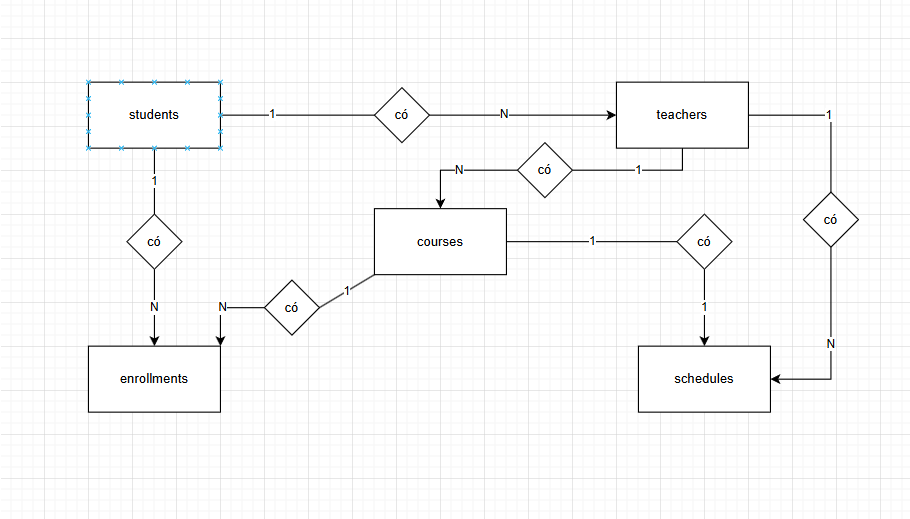 students
1
có
N
teachers
1
N
có
1
1
có
courses
1
có
có
N
N
có
1
1
N
enrollments
schedules